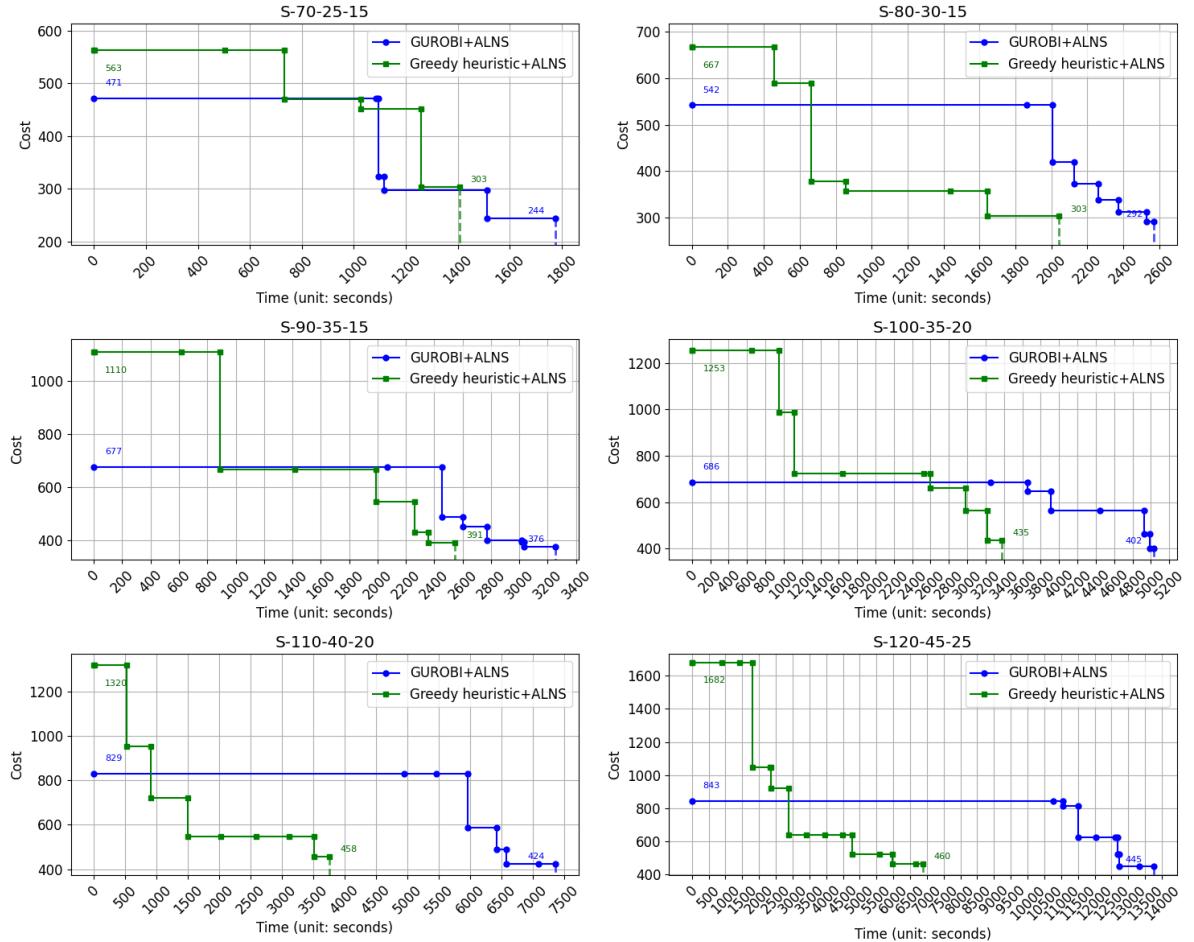 S-70-25-15
600
500
400
300
200
Cost
563
471
303
244
GUROBI+ALNS
Greedy heuristic+ALNS
0 200 400 600 800 1000 1200 1400 1600 1800
Time (unit: seconds)
S-80-30-15
700
600
500
400
300
Cost
667
542
303
292
GUROBI+ALNS
Greedy heuristic+ALNS
0 200 400 600 800 1000 1200 1400 1600 1800 2000 2200 2400 2600
Time (unit: seconds)
S-90-35-15
1000
800
600
400
Cost
1110
677
391
376
GUROBI+ALNS
Greedy heuristic+ALNS
0 200 400 600 800 1000 1200 1400 1600 1800 2000 2200 2400 2600 2800 3000 3200 3400
Time (unit: seconds)
S-100-35-20
1200
1000
800
600
400
Cost
1253
686
435
402
GUROBI+ALNS
Greedy heuristic+ALNS
0 200 400 600 800 1000 1200 1400 1600 1800 2000 2200 2400 2600 2800 3000 3200 3400 3600 3800 4000 4200 4400 4600 4800 5000 5200
Time (unit: seconds)
S-110-40-20
1200
1000
800
600
400
Cost
1320
829
458
424
GUROBI+ALNS
Greedy heuristic+ALNS
0 500 1000 1500 2000 2500 3000 3500 4000 4500 5000 5500 6000 6500 7000 7500
Time (unit: seconds)
S-120-45-25
1600
1400
1200
1000
800
600
400
Cost
1682
843
460
445
GUROBI+ALNS
Greedy heuristic+ALNS
0 500 1000 1500 2000 2500 3000 3500 4000 4500 5000 5500 6000 6500 7000 7500 8000 8500 9000 9500 10000 10500 11000 11500 12000 12500 13000 13500 14000
Time (unit: seconds)